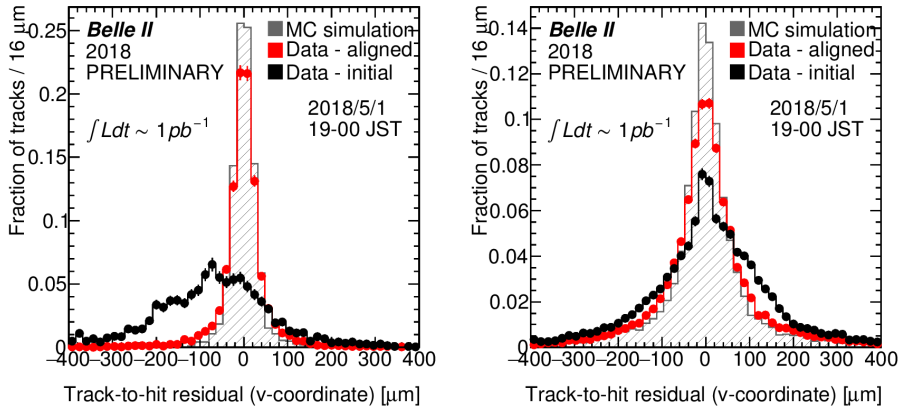 Fraction of tracks / 16 μm
0.25
0.2
0.15
0.1
0.05
0
Belle II
2018
PRELIMINARY
MC simulation
Data - aligned
Data - initial
∫Ldt ~ 1pb⁻¹
2018/5/1
19-00 JST
−400 −300 −200 −100 0 100 200 300 400
Track-to-hit residual (v-coordinate) [μm]
Fraction of tracks / 16 μm
0.14
0.12
0.1
0.08
0.06
0.04
0.02
0
Belle II
2018
PRELIMINARY
MC simulation
Data - aligned
Data - initial
∫Ldt ~ 1pb⁻¹
2018/5/1
19-00 JST
−400 −300 −200 −100 0 100 200 300 400
Track-to-hit residual (v-coordinate) [μm]